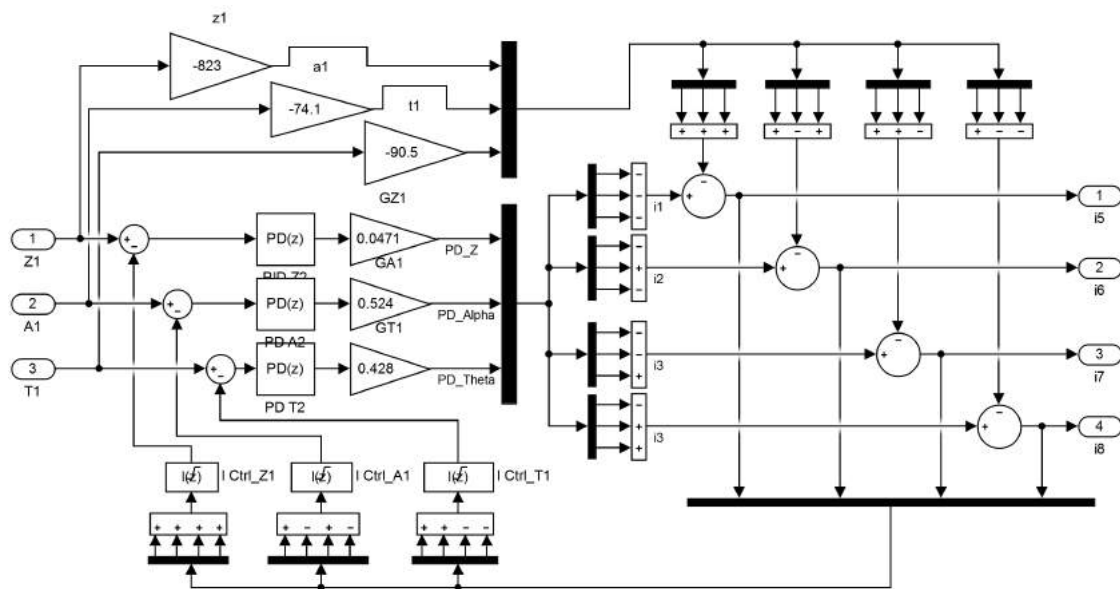 z1
-823
a1
-74.1
t1
-90.5
GZ1
+ + +
+ - +
+ + -
+ - -
1
Z1
+ -
PD(z)
PID Z2
0.0471
GA1
PD_Z
2
A1
+ -
PD(z)
PD A2
0.524
GT1
PD_Alpha
3
T1
+ -
PD(z)
PD T2
0.428
PD_Theta
- - -
i1
+ -
1
i5
- + -
i2
+ -
2
i6
- - +
i3
+ -
3
i7
- + +
i3
+ -
4
i8
I(z)
I Ctrl_Z1
I(z)
I Ctrl_A1
I(z)
I Ctrl_T1
+ + + +
+ - + -
+ + - -